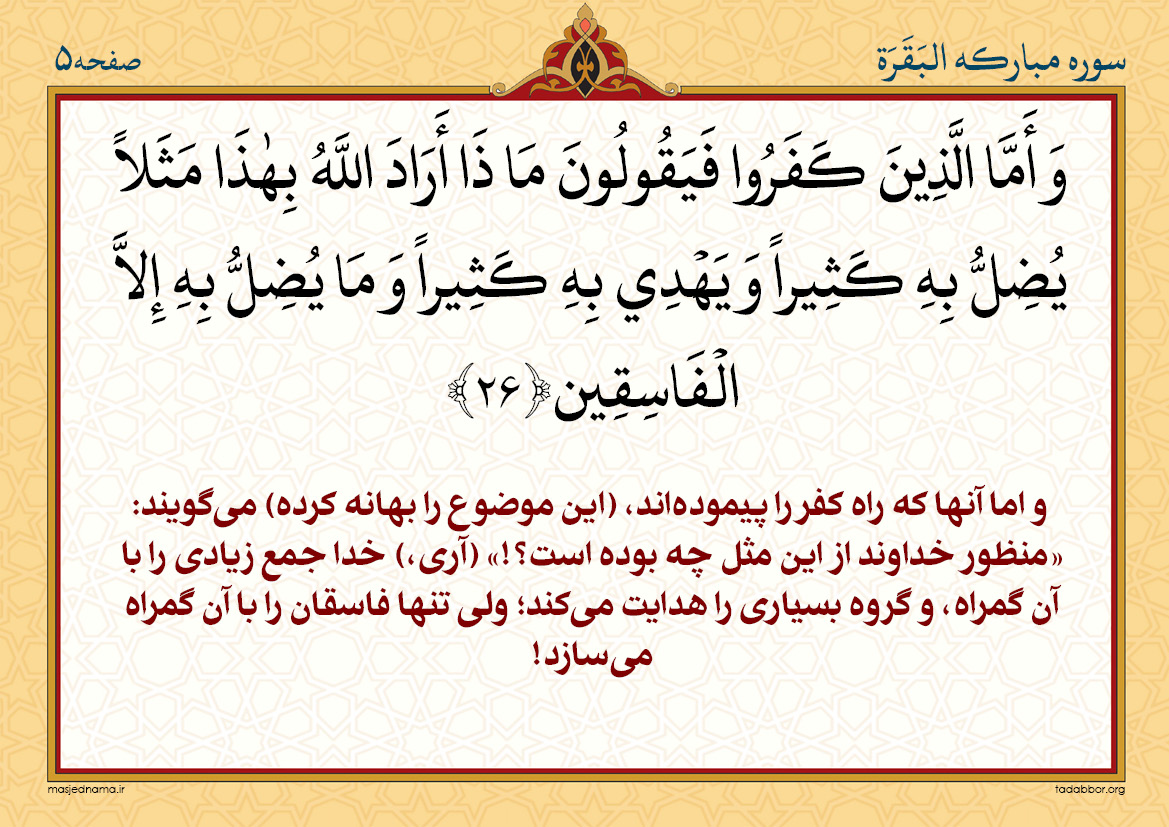 سوره مبارکه البَقَرَة
صفحه۵
وَ أَمَّا الَّذِينَ كَفَرُوا فَيَقُولُونَ مَا ذَا أَرَادَ اللَّهُ بِهٰذَا مَثَلاً
يُضِلُّ بِهِ كَثِيراً وَ يَهْدِي بِهِ كَثِيراً وَ مَا يُضِلُّ بِهِ إِلاَّ
الْفَاسِقِين‏﴿۲۶﴾
و اما آنها که راه کفر را پیموده‌اند، (این موضوع را بهانه کرده) می‌گویند:
«منظور خداوند از این مثل چه بوده است؟!» (آری،) خدا جمع زیادی را با
آن گمراه، و گروه بسیاری را هدایت می‌کند؛ ولی تنها فاسقان را با آن گمراه
می‌سازد!
masjednama.ir
tadabbor.org